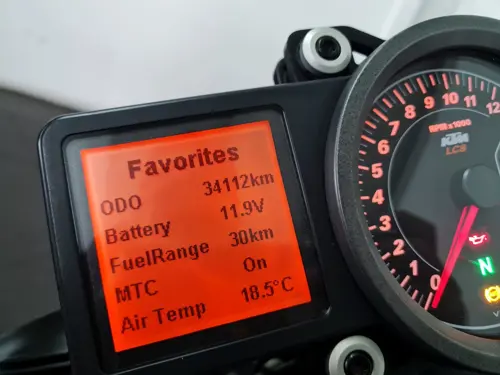 Favorites
ODO 34112km
Battery 11.9V
FuelRange 30km
MTC On
Air Temp 18.5°C
0
1
2
3
4
5
6
7
8
9
10
11
12
RPM x 1000
KTM
LC8
N